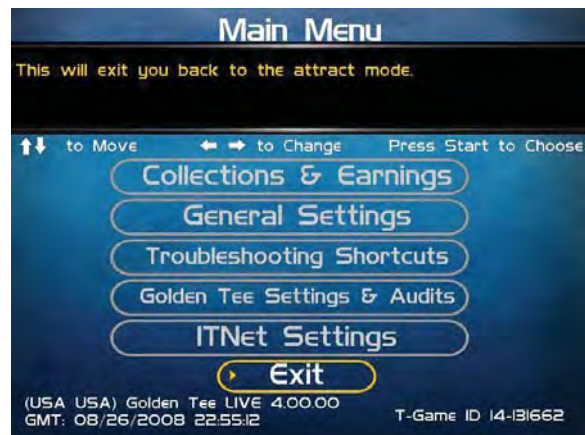 Main Menu
This will exit you back to the attract mode.
to Move to Change Press Start to Choose
Collections & Earnings
General Settings
Troubleshooting Shortcuts
Golden Tee Settings & Audits
ITNet Settings
Exit
(USA USA) Golden Tee LIVE 4.00.00
GMT: 08/26/2008 22:55:12
T-Game ID 14-131662